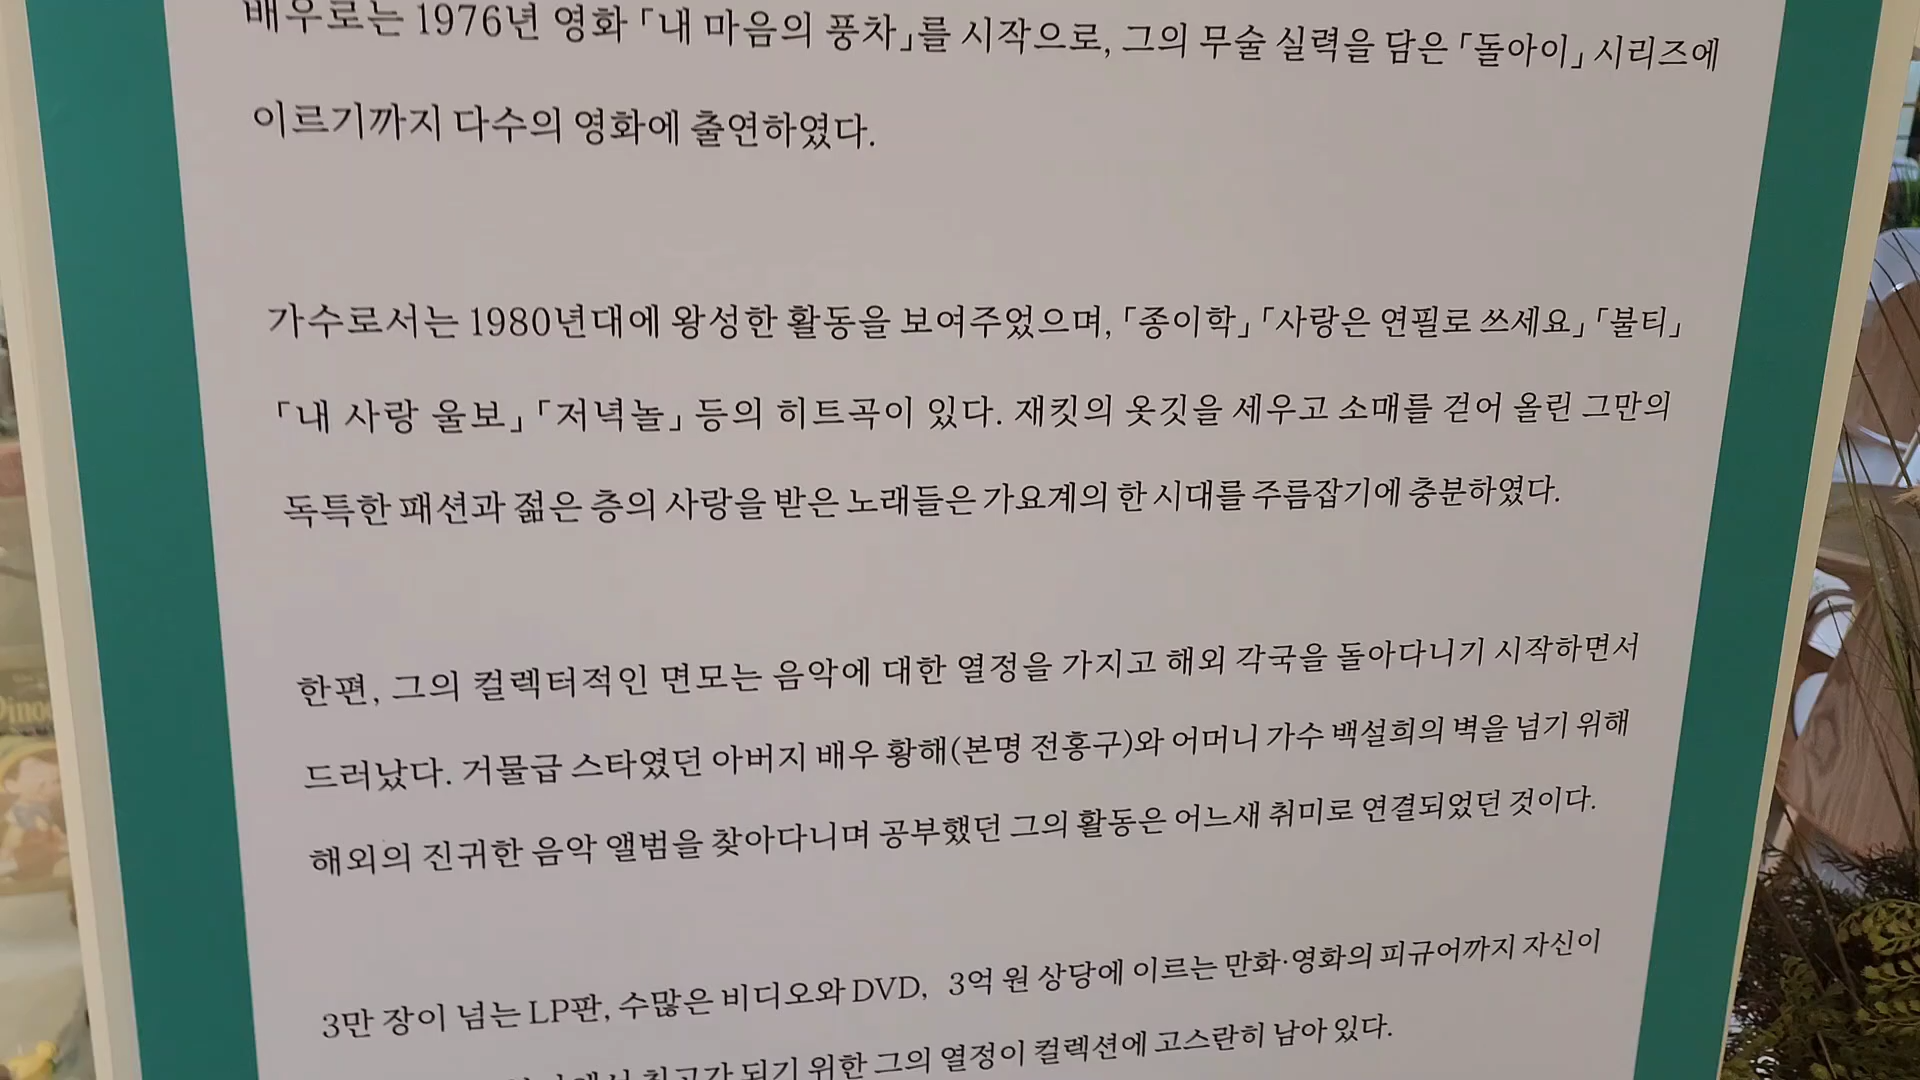 배우로는 1976년 영화 「내 마음의 풍차」를 시작으로, 그의 무술 실력을 담은 「돌아이」 시리즈에
이르기까지 다수의 영화에 출연하였다.
가수로서는 1980년대에 왕성한 활동을 보여주었으며, 「종이학」 「사랑은 연필로 쓰세요」 「불티」
「내 사랑 울보」 「저녁놀」 등의 히트곡이 있다. 재킷의 옷깃을 세우고 소매를 걷어 올린 그만의
독특한 패션과 젊은 층의 사랑을 받은 노래들은 가요계의 한 시대를 주름잡기에 충분하였다.
한편, 그의 컬렉터적인 면모는 음악에 대한 열정을 가지고 해외 각국을 돌아다니기 시작하면서
드러났다. 거물급 스타였던 아버지 배우 황해(본명 전홍구)와 어머니 가수 백설희의 벽을 넘기 위해
해외의 진귀한 음악 앨범을 찾아다니며 공부했던 그의 활동은 어느새 취미로 연결되었던 것이다.
3만 장이 넘는 LP판, 수많은 비디오와 DVD, 3억 원 상당에 이르는 만화·영화의 피규어까지 자신이
최고가 되기 위한 그의 열정이 컬렉션에 고스란히 남아 있다.